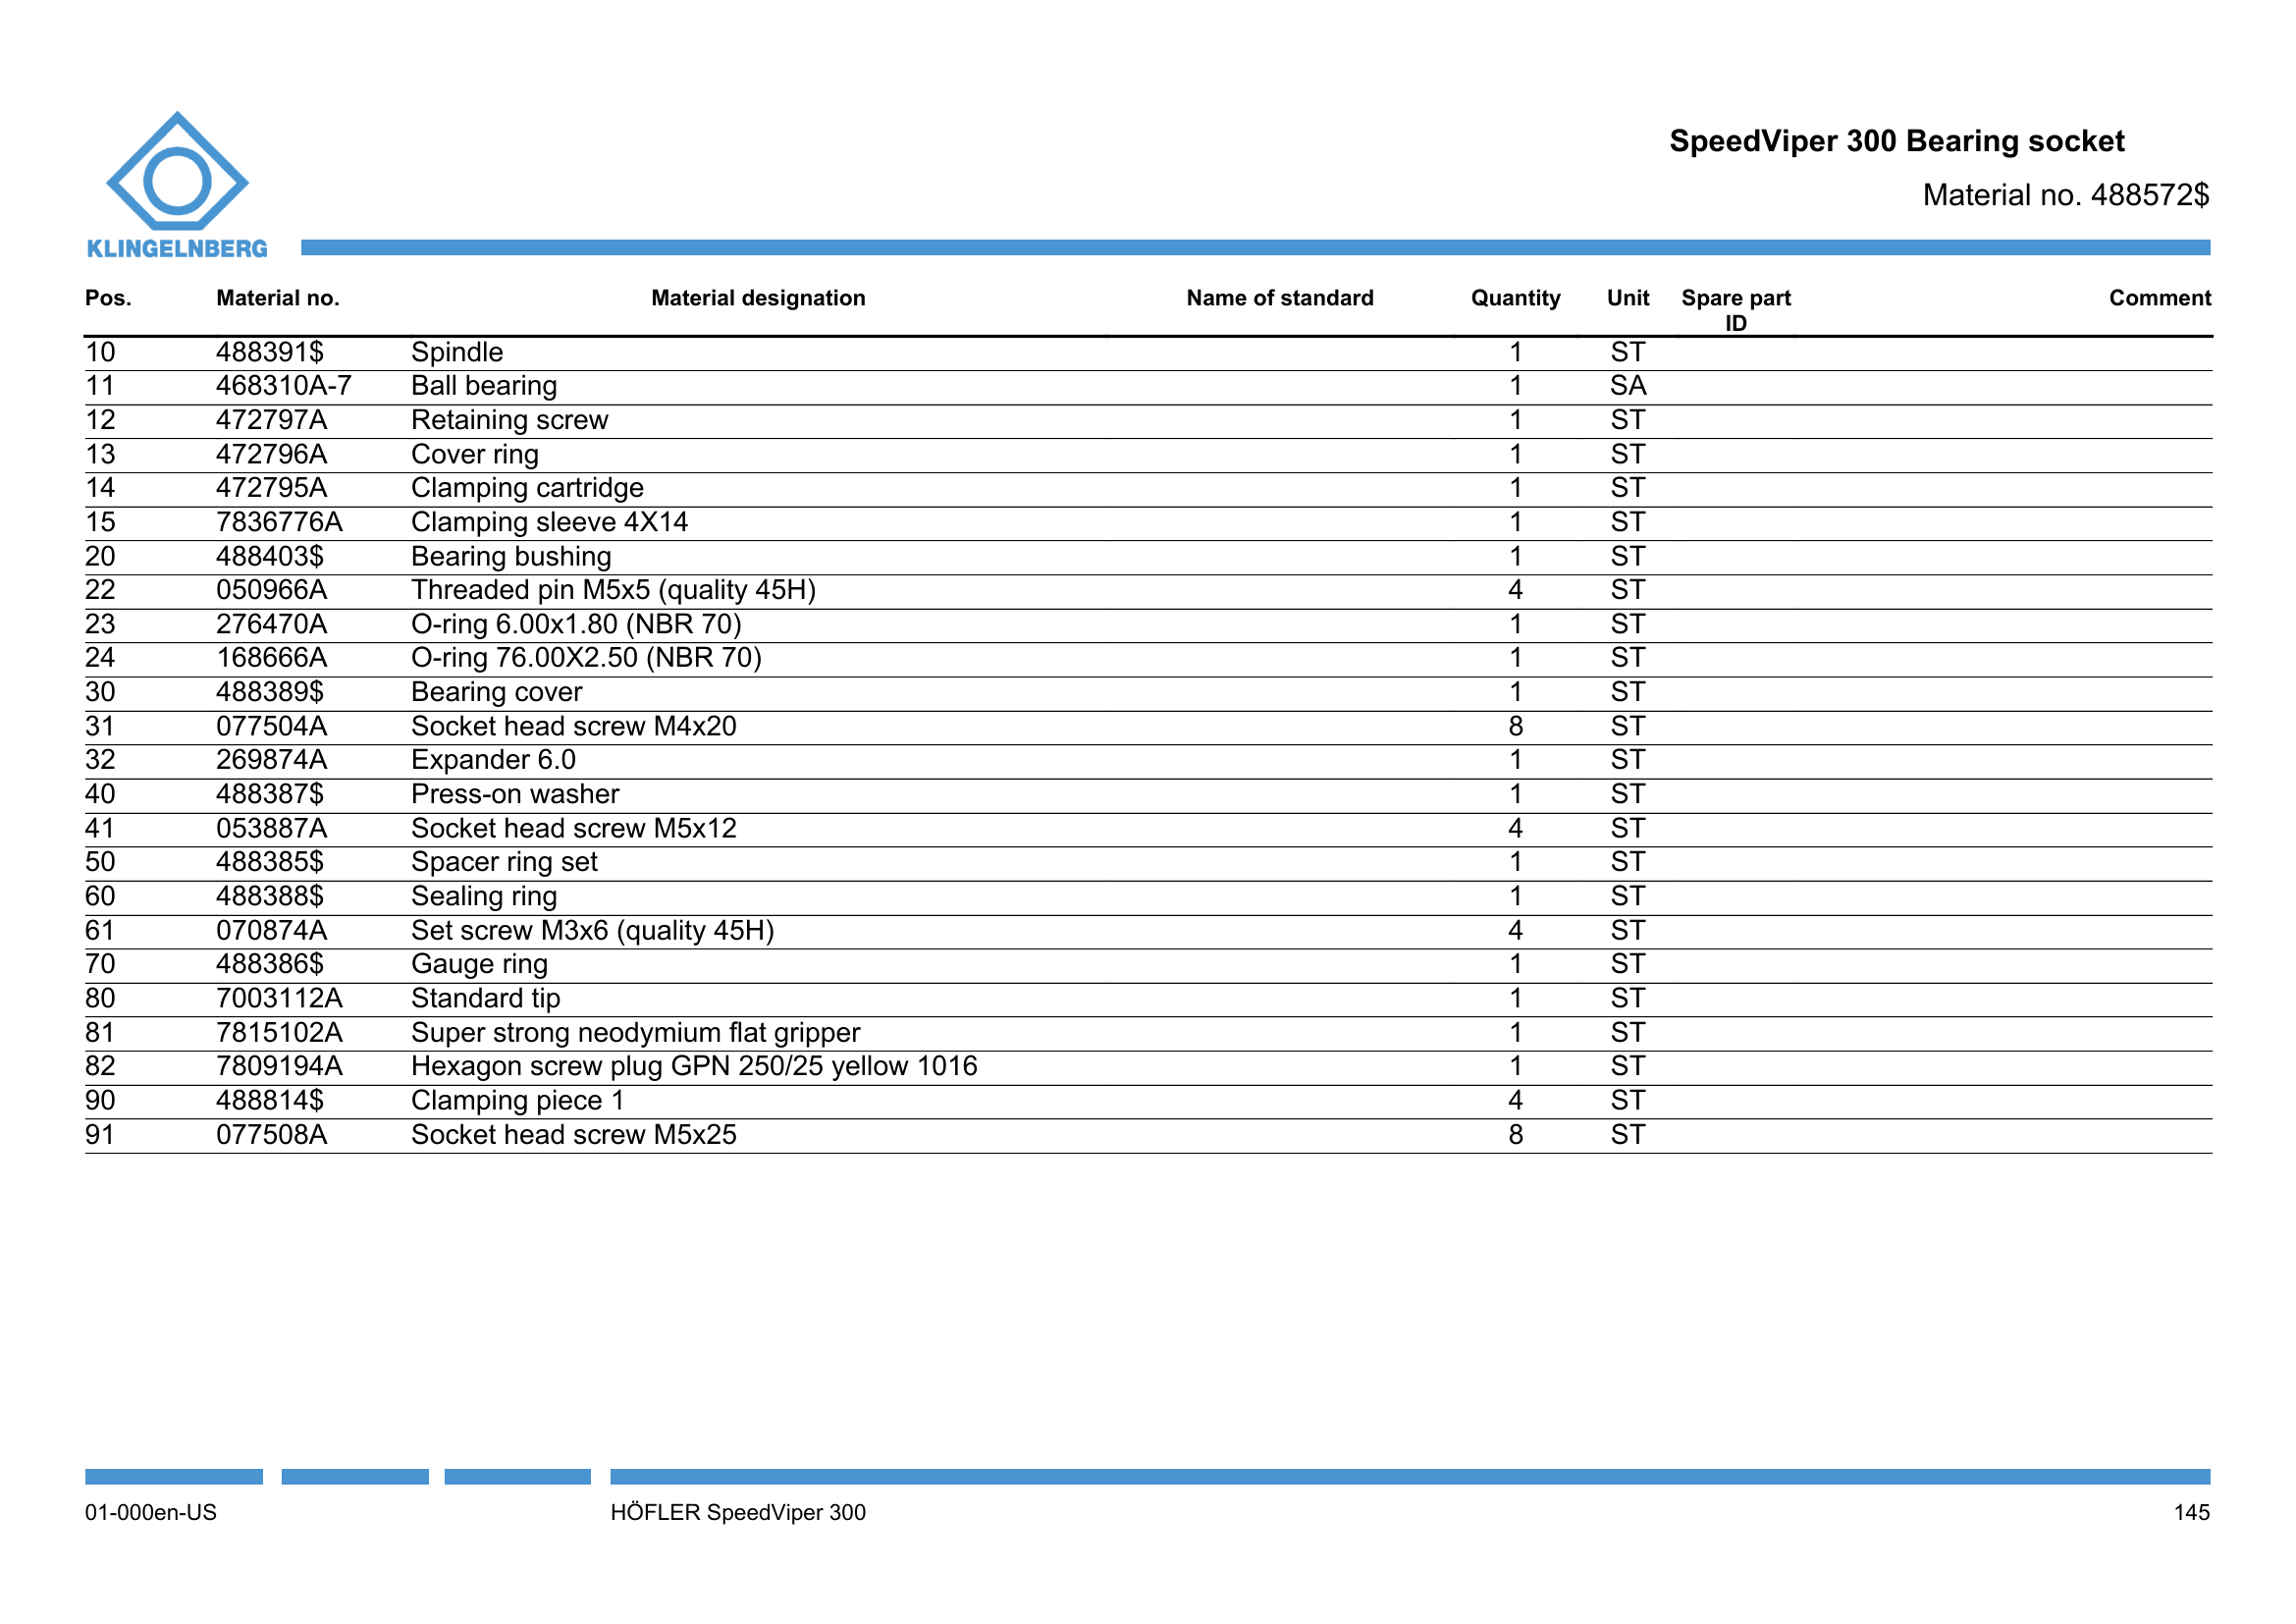 SpeedViper 300 Bearing socket
Material no. 488572$
KLINGELNBERG
Pos. Material no. Material designation Name of standard Quantity Unit Spare part ID Comment
10 488391$ Spindle 1 ST
11 468310A-7 Ball bearing 1 SA
12 472797A Retaining screw 1 ST
13 472796A Cover ring 1 ST
14 472795A Clamping cartridge 1 ST
15 7836776A Clamping sleeve 4X14 1 ST
20 488403$ Bearing bushing 1 ST
22 050966A Threaded pin M5x5 (quality 45H) 4 ST
23 276470A O-ring 6.00x1.80 (NBR 70) 1 ST
24 168666A O-ring 76.00X2.50 (NBR 70) 1 ST
30 488389$ Bearing cover 1 ST
31 077504A Socket head screw M4x20 8 ST
32 269874A Expander 6.0 1 ST
40 488387$ Press-on washer 1 ST
41 053887A Socket head screw M5x12 4 ST
50 488385$ Spacer ring set 1 ST
60 488388$ Sealing ring 1 ST
61 070874A Set screw M3x6 (quality 45H) 4 ST
70 488386$ Gauge ring 1 ST
80 7003112A Standard tip 1 ST
81 7815102A Super strong neodymium flat gripper 1 ST
82 7809194A Hexagon screw plug GPN 250/25 yellow 1016 1 ST
90 488814$ Clamping piece 1 4 ST
91 077508A Socket head screw M5x25 8 ST
01-000en-US HÖFLER SpeedViper 300 145